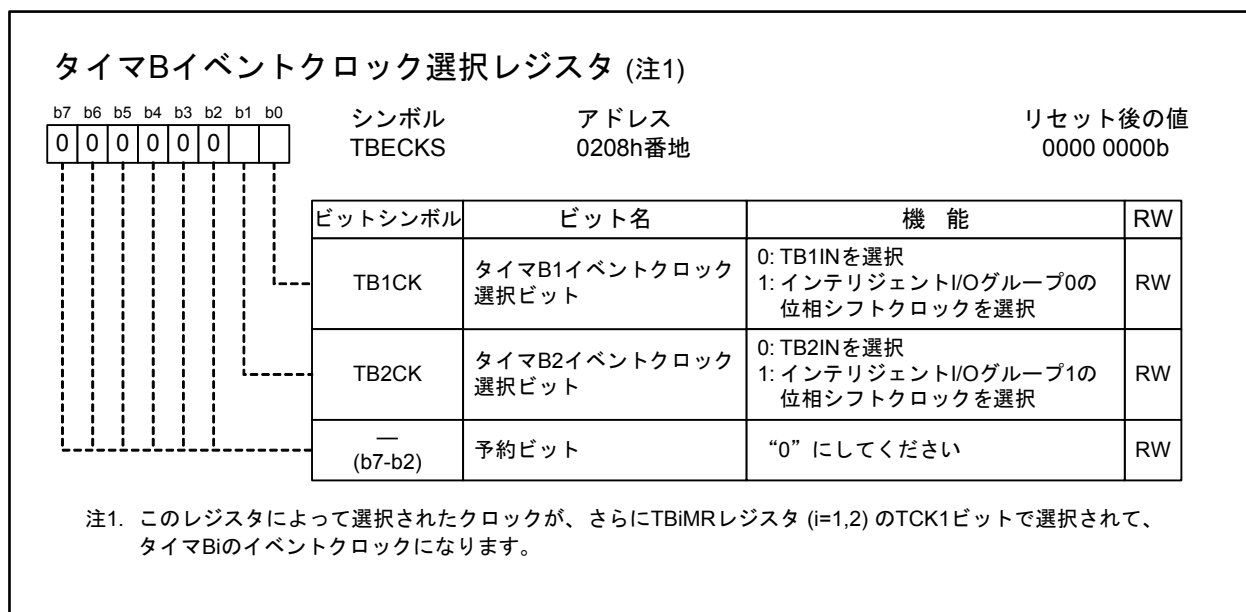 タイマBイベントクロック選択レジスタ (注1)
b7 b6 b5 b4 b3 b2 b1 b0
0 0 0 0 0 0
シンボル
TBECKS
アドレス
0208h番地
リセット後の値
0000 0000b
ビットシンボル ビット名 機 能 RW
TB1CK
タイマB1イベントクロック
選択ビット
0: TB1INを選択
1: インテリジェントI/Oグループ0の
位相シフトクロックを選択
RW
TB2CK
タイマB2イベントクロック
選択ビット
0: TB2INを選択
1: インテリジェントI/Oグループ1の
位相シフトクロックを選択
RW
—
(b7-b2)
予約ビット
“0”にしてください
RW
注1. このレジスタによって選択されたクロックが、さらにTBiMRレジスタ (i=1,2) のTCK1ビットで選択されて、
タイマBiのイベントクロックになります。